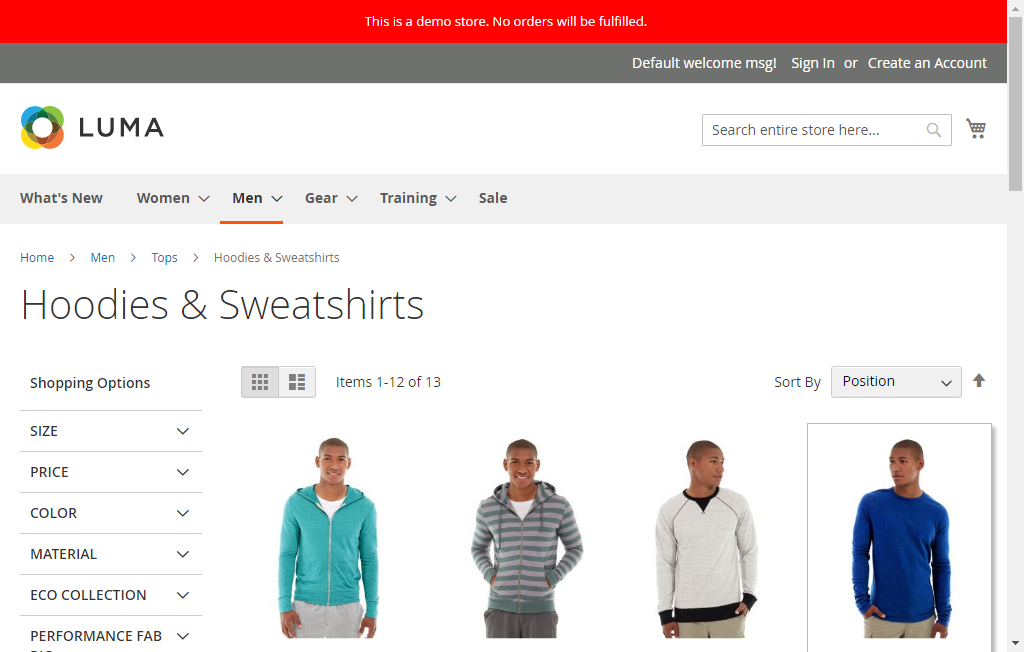 This is a demo store. No orders will be fulfilled.
Default welcome msg! Sign In or Create an Account
LUMA
Search entire store here...
What's New Women Men Gear Training Sale
Home Men Tops Hoodies & Sweatshirts
Hoodies & Sweatshirts
Shopping Options
Items 1-12 of 13
Sort By Position
SIZE
PRICE
COLOR
MATERIAL
ECO COLLECTION
PERFORMANCE FAB